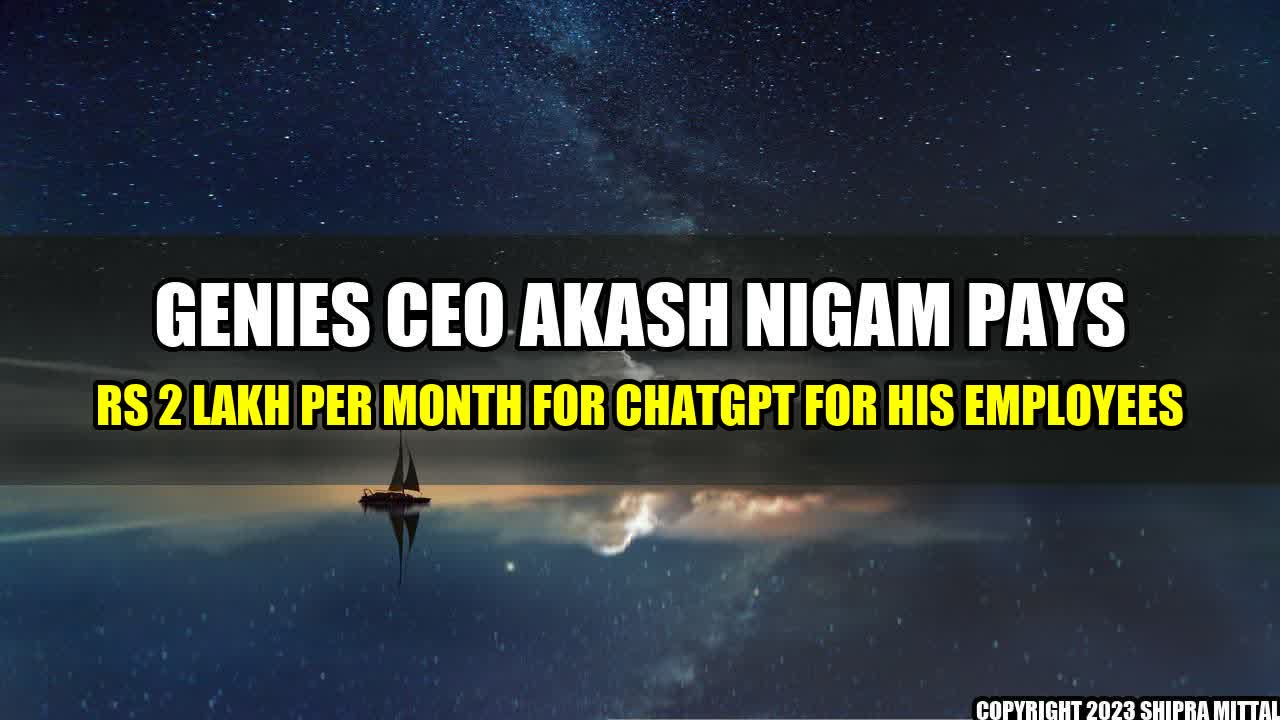 GENIES CEO AKASH NIGAM PAYS
RS 2 LAKH PER MONTH FOR CHATGPT FOR HIS EMPLOYEES
COPYRIGHT 2023 SHIPRA MITTAL